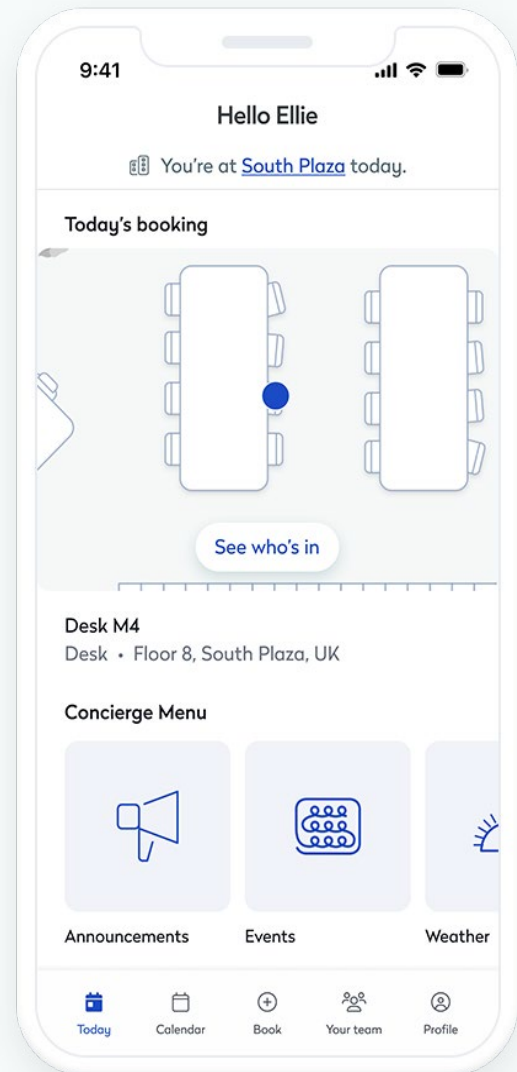 9:41
Hello Ellie
You're at South Plaza today.
Today's booking
See who's in
Desk M4
Desk • Floor 8, South Plaza, UK
Concierge Menu
Announcements Events Weather
Today Calendar Book Your team Profile